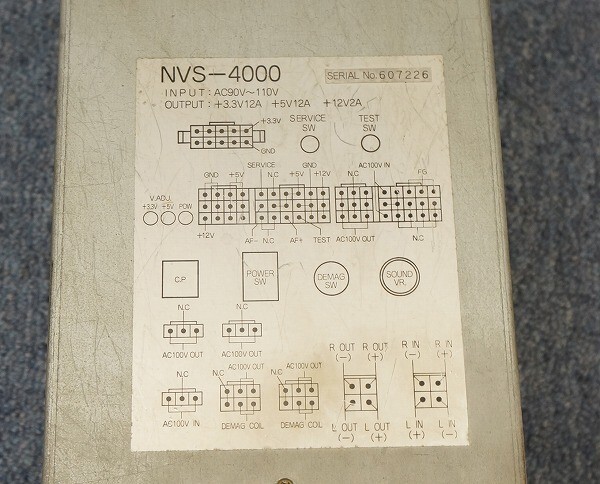 NVS-4000
SERIAL No. 607226
INPUT: AC90V~110V
OUTPUT: +3.3V12A +5V12A +12V2A
+3.3V
GND
SERVICE SW
TEST SW
SERVICE
GND +5V
N.C
GND
+5V +12V
AC100V IN
FG
V.ADJ.
+3.3V +5V POW
+12V
AF- N.C AF+ TEST
AC100V OUT
N.C
C.P
POWER SW
DEMAG SW
SOUND VR.
N.C
N.C
AC100V OUT
AC100V OUT
R OUT (-)
R OUT (+)
R IN (-)
R IN (+)
N.C
AC100V IN
AC100V OUT
N.C
DEMAG COIL
AC100V OUT
N.C
DEMAG COIL
L OUT (-)
L OUT (+)
L IN (+)
L IN (-)